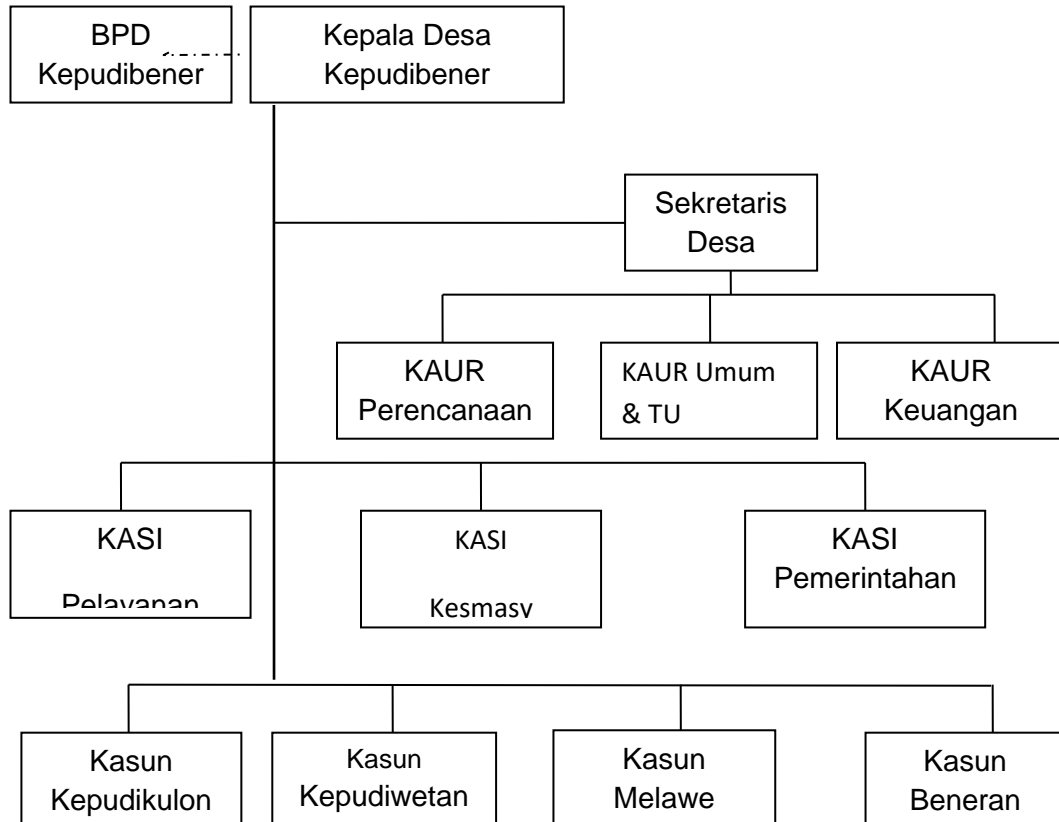 BPD
Kepudibener
Kepala Desa
Kepudibener
Sekretaris
Desa
KAUR
Perencanaan
KAUR Umum
& TU
KAUR
Keuangan
KASI
Pelayanan
KASI
Kesmasy
KASI
Pemerintahan
Kasun
Kepudikulon
Kasun
Kepudiwetan
Kasun
Melawe
Kasun
Beneran